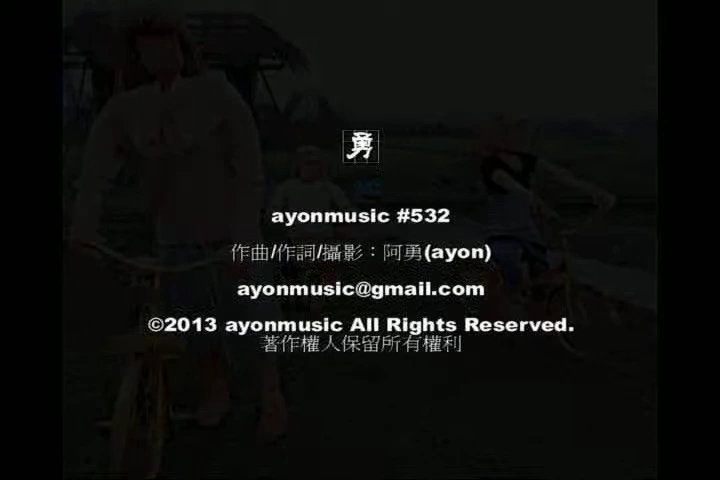 勇
ayonmusic #532
作曲/作詞/攝影：阿勇(ayon)
ayonmusic@gmail.com
©2013 ayonmusic All Rights Reserved.
著作權人保留所有權利